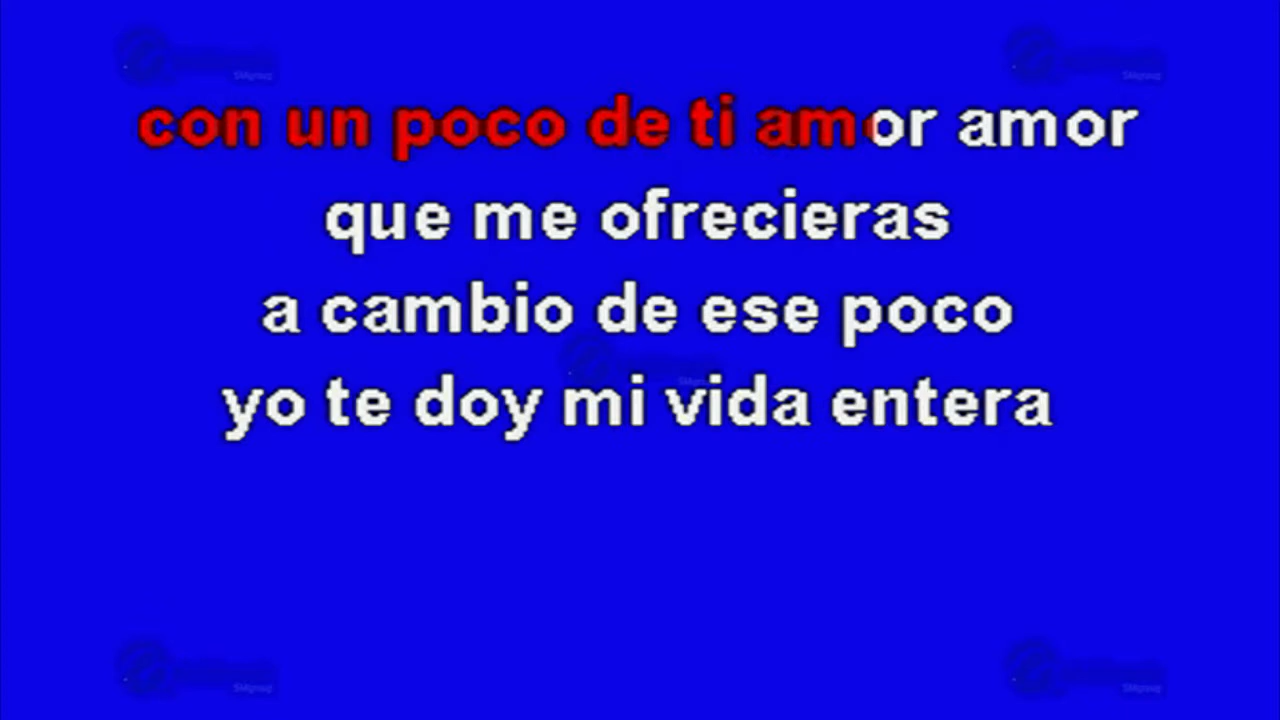 con un poco de ti amor amor
que me ofrecieras
a cambio de ese poco
yo te doy mi vida entera